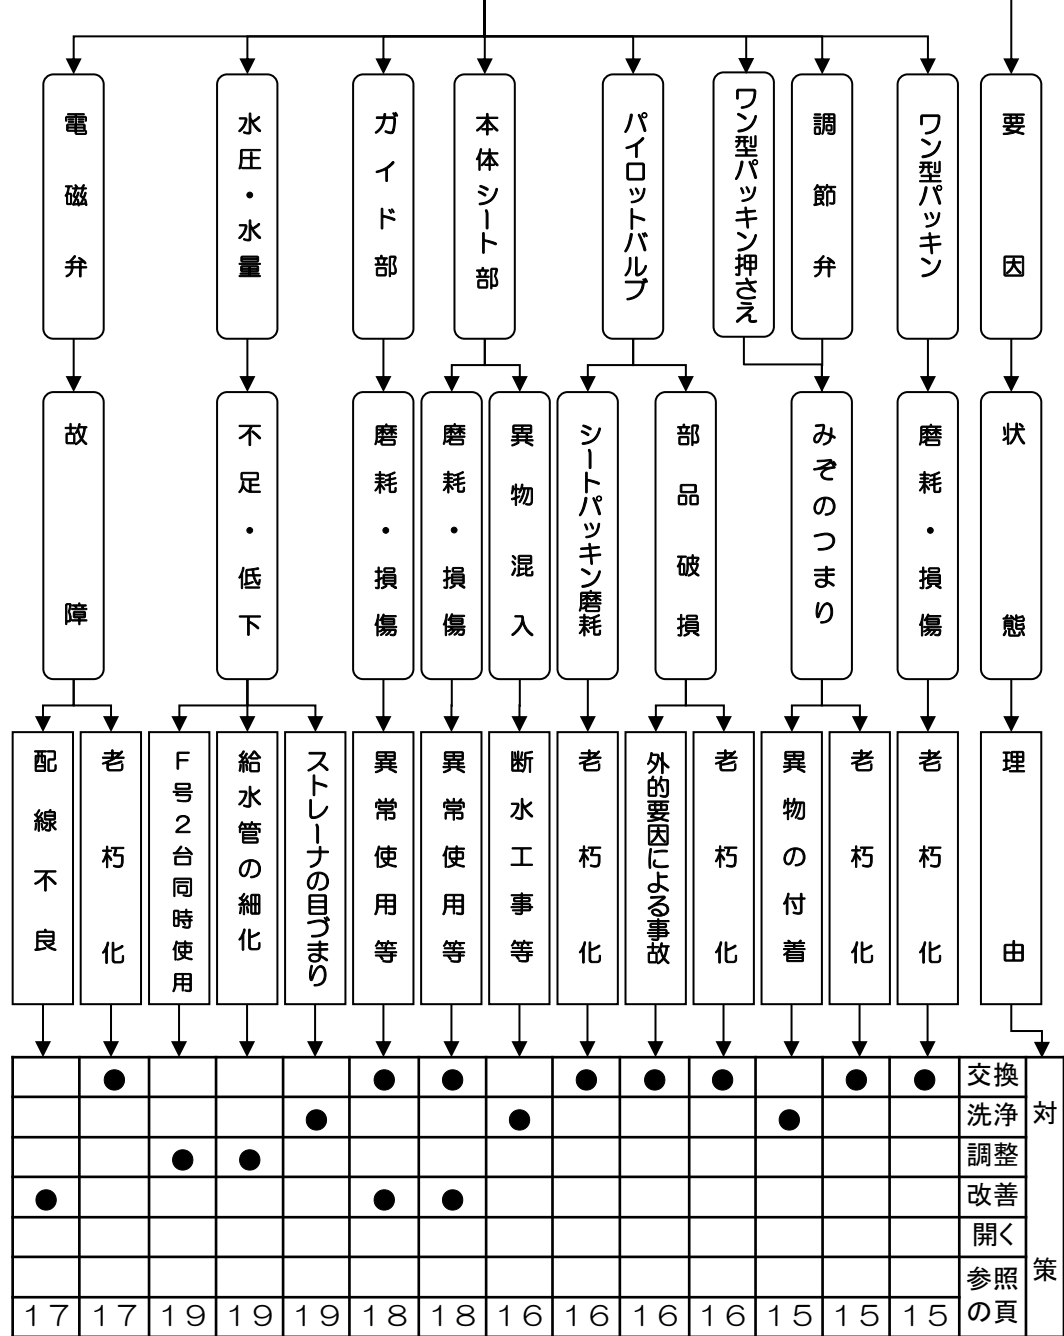 要因
ワン型パッキン
調節弁
ワン型パッキン押さえ
パイロットバルブ
本体シート部
ガイド部
水圧・水量
電磁弁
状態
磨耗・損傷
みぞのつまり
部品破損
シートパッキン磨耗
異物混入
磨耗・損傷
磨耗・損傷
不足・低下
故障
理由
老朽化
老朽化
異物の付着
老朽化
外的要因による事故
老朽化
断水工事等
異常使用等
異常使用等
ストレーナの目づまり
給水管の細化
F号2台同時使用
老朽化
配線不良
対策
● ● ● ● ● ● ● ● 交換
● ● ● 洗浄
● ● 調整
● ● ● 改善
開く
参照
17 17 19 19 19 18 18 16 16 16 16 15 15 15 の頁